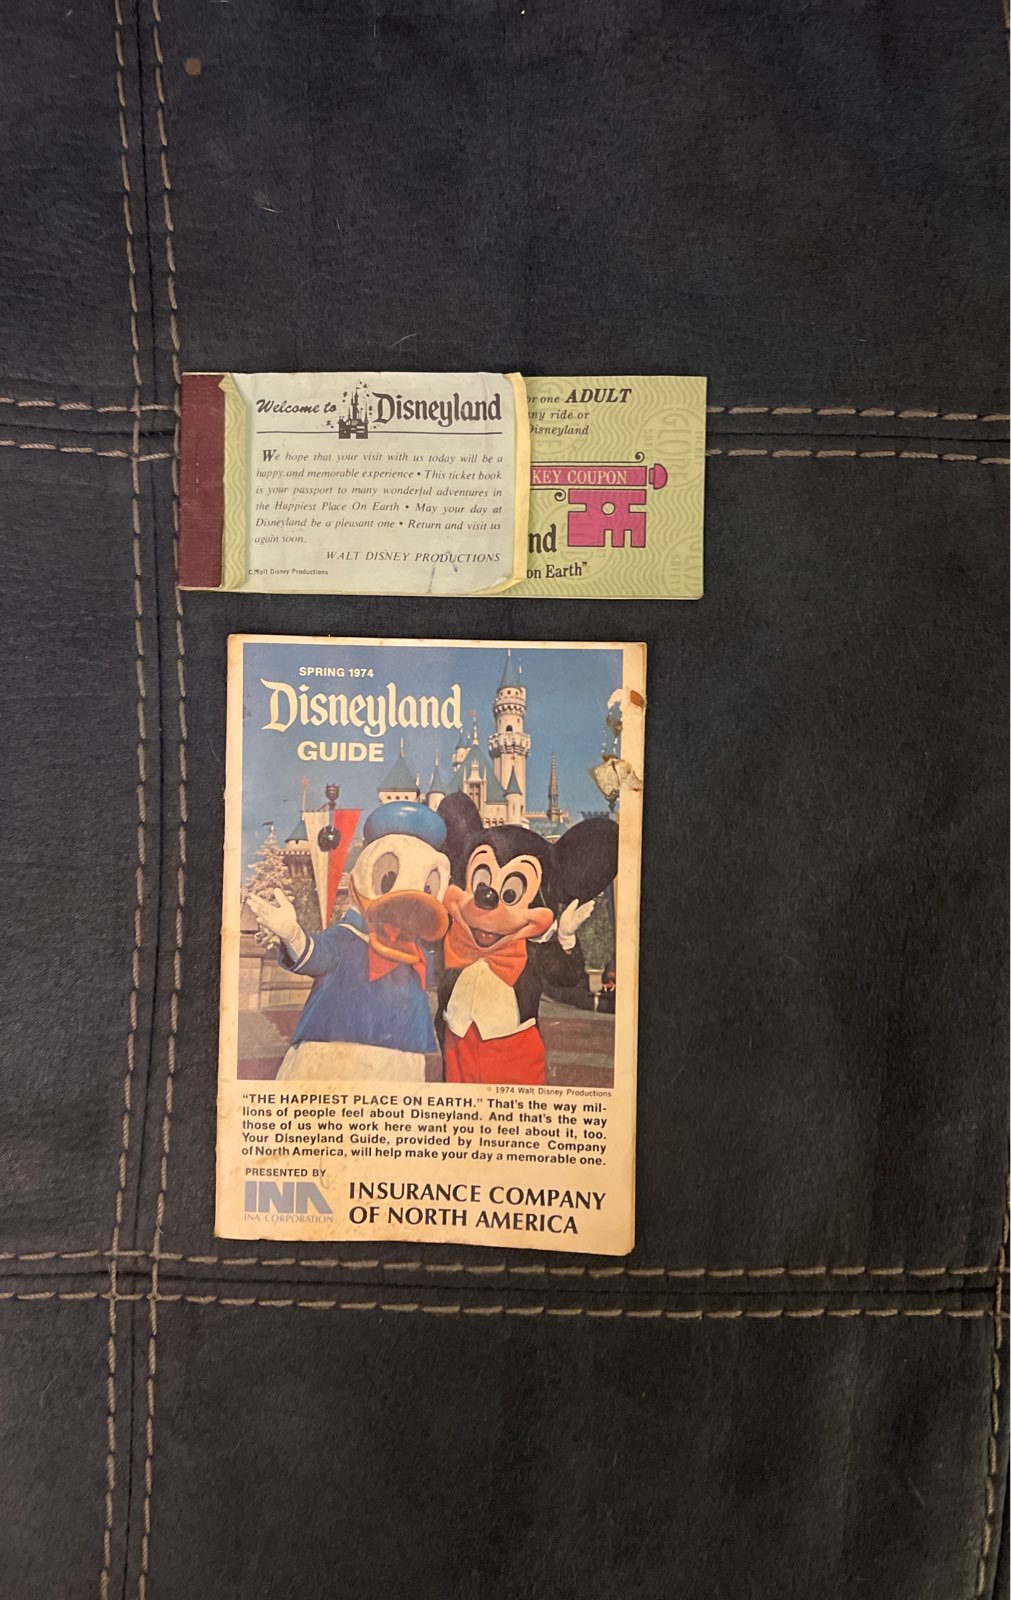 Welcome to Disneyland
We hope that your visit with us today will be a
happy and memorable experience • This ticket book
is your passport to many wonderful adventures in
the Happiest Place On Earth • May your day at
Disneyland be a pleasant one • Return and visit us
again soon.
WALT DISNEY PRODUCTIONS
©Walt Disney Productions
or one ADULT
ny ride or
Disneyland
KEY COUPON
nd
on Earth"
SPRING 1974
Disneyland
GUIDE
© 1974 Walt Disney Productions
"THE HAPPIEST PLACE ON EARTH." That's the way mil-
lions of people feel about Disneyland. And that's the way
those of us who work here want you to feel about it, too.
Your Disneyland Guide, provided by Insurance Company
of North America, will help make your day a memorable one.
PRESENTED BY
INA
INA CORPORATION
INSURANCE COMPANY
OF NORTH AMERICA